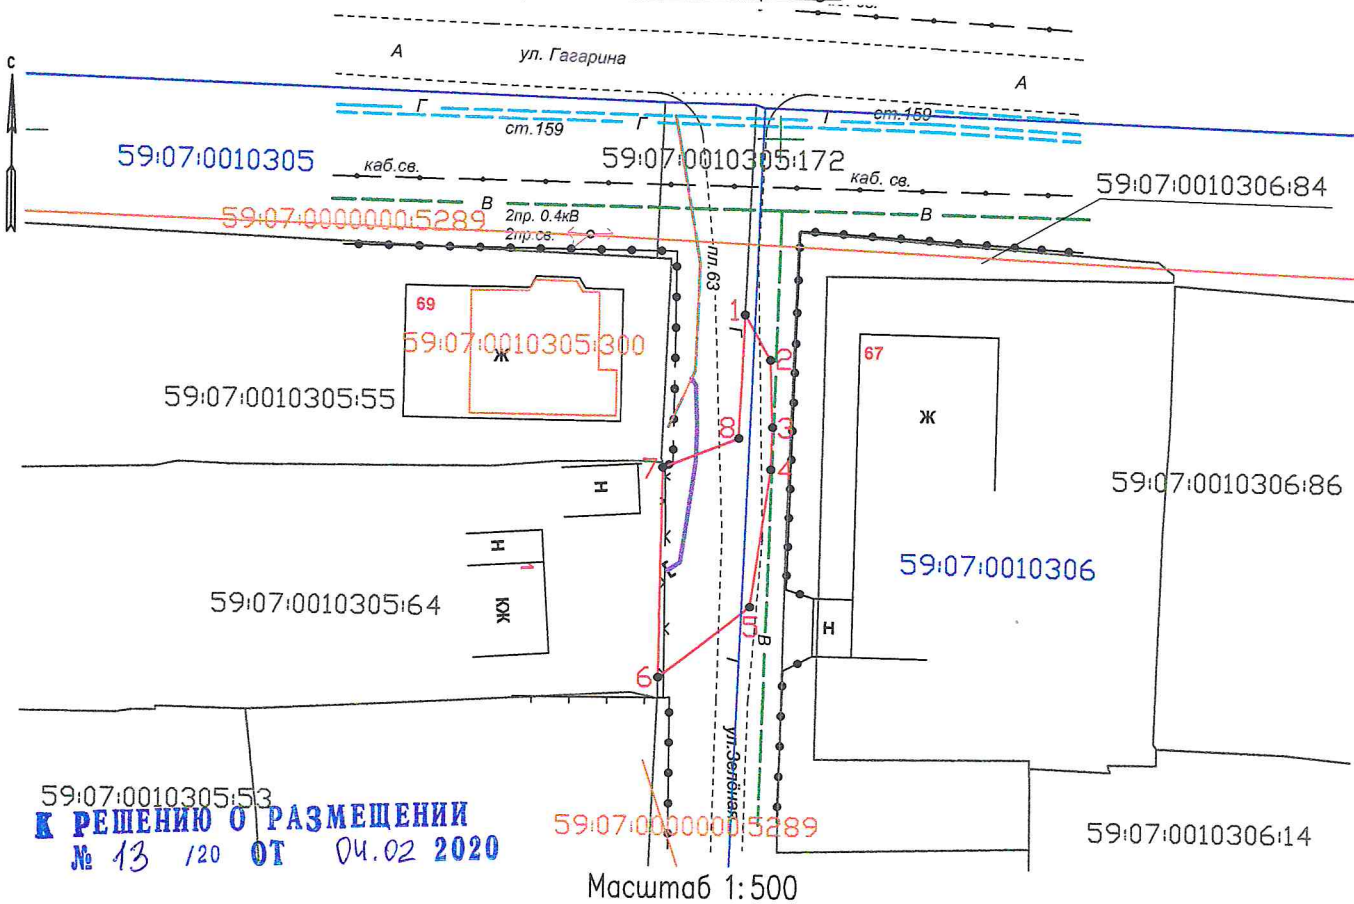 С
А
ул. Гагарина
А
Г
ст.159
Г
Г
ст.159
59:07:0010305
каб.св.
59:07:0010305:172
каб. св.
59:07:0010306:84
В
В
59:07:0000000:5289
2пр. 0.4кВ
2пр.св.
пл.63
69
59:07:0010305:300
Ж
1
Г
2
67
59:07:0010305:55
8
3
Ж
7
4
59:07:0010306:86
Н
Н
1
59:07:0010306
59:07:0010305:64
КЖ
5
В
Н
Г
6
ул.Зелёная
59:07:0010305:53
К РЕШЕНИЮ О РАЗМЕЩЕНИИ
№ 13 /20 ОТ 04.02 2020
59:07:0000000:5289
59:07:0010306:14
Масштаб 1:500